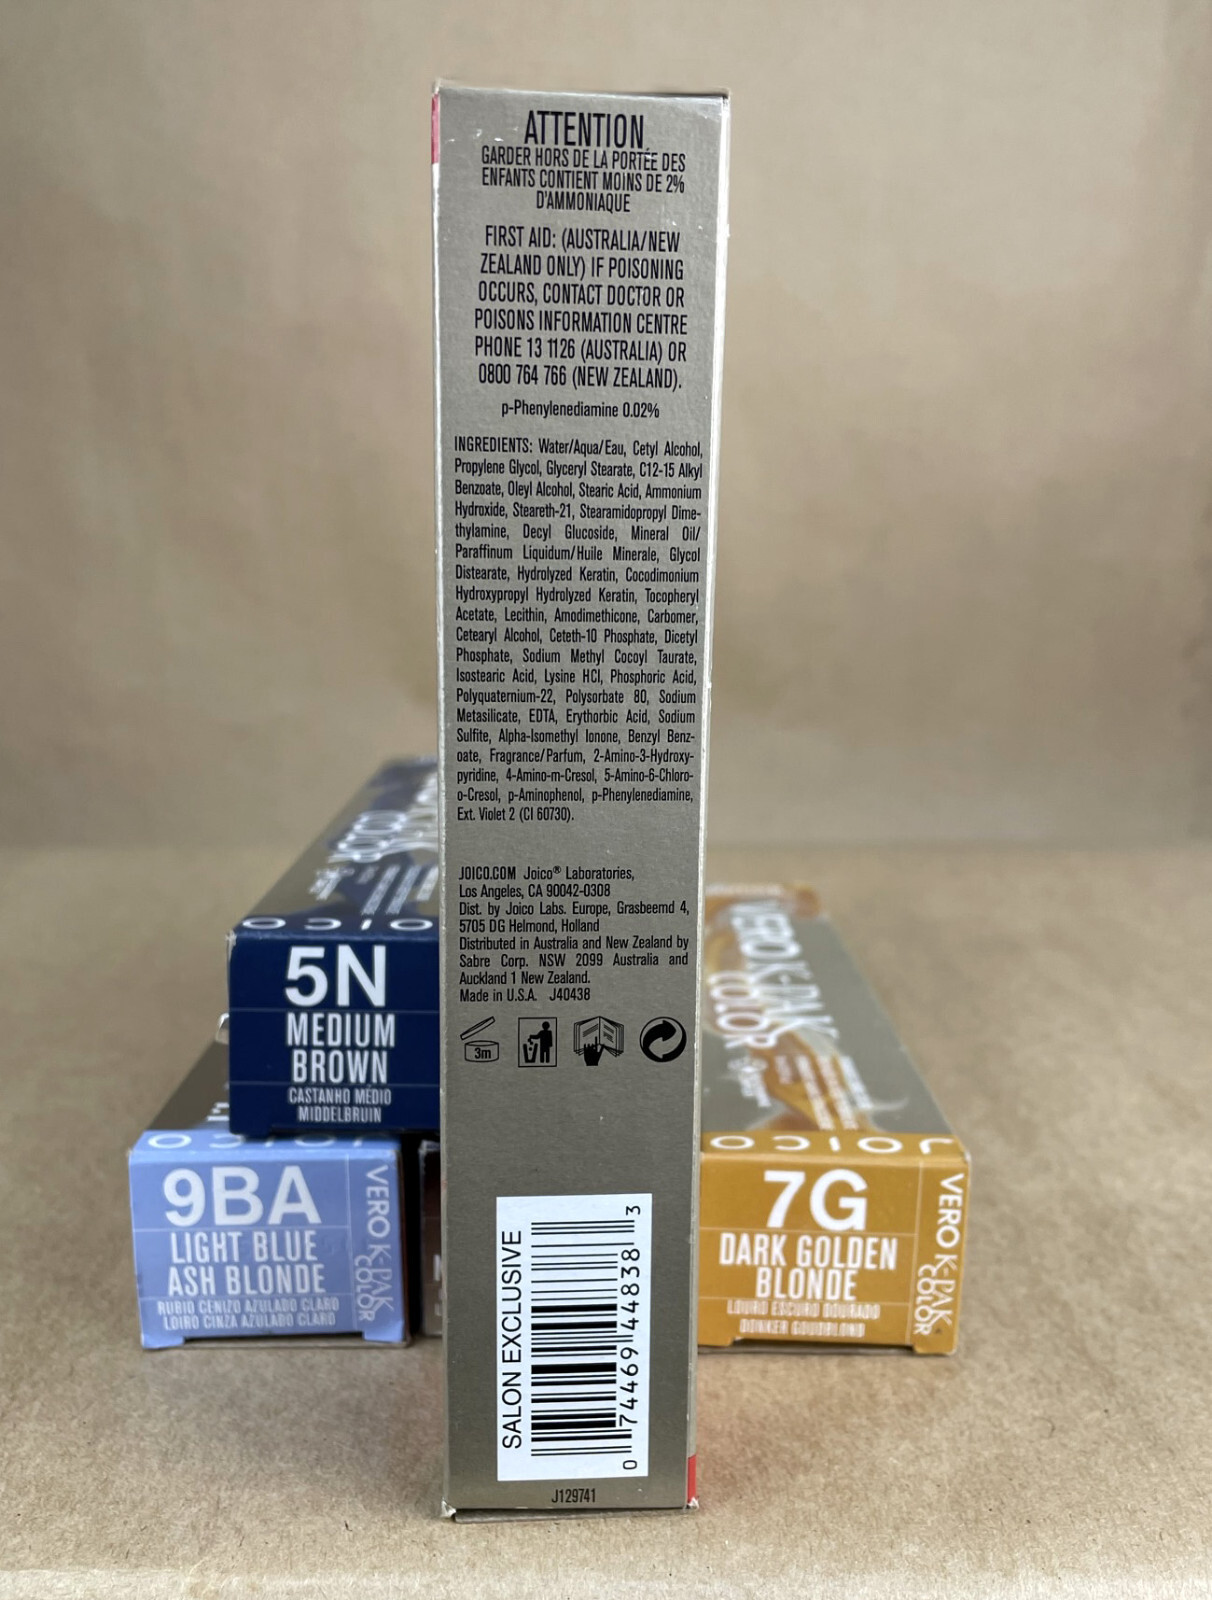 ATTENTION
GARDER HORS DE LA PORTÉE DES
ENFANTS CONTIENT MOINS DE 2%
D'AMMONIAQUE
FIRST AID: (AUSTRALIA/NEW
ZEALAND ONLY) IF POISONING
OCCURS, CONTACT DOCTOR OR
POISONS INFORMATION CENTRE
PHONE 13 1126 (AUSTRALIA) OR
0800 764 766 (NEW ZEALAND).
p-Phenylenediamine 0.02%
INGREDIENTS: Water/Aqua/Eau, Cetyl Alcohol,
Propylene Glycol, Glyceryl Stearate, C12-15 Alkyl
Benzoate, Oleyl Alcohol, Stearic Acid, Ammonium
Hydroxide, Steareth-21, Stearamidopropyl Dime-
thylamine, Decyl Glucoside, Mineral Oil/
Paraffinum Liquidum/Huile Minerale, Glycol
Distearate, Hydrolyzed Keratin, Cocodimonium
Hydroxypropyl Hydrolyzed Keratin, Tocopheryl
Acetate, Lecithin, Amodimethicone, Carbomer,
Cetearyl Alcohol, Ceteth-10 Phosphate, Dicetyl
Phosphate, Sodium Methyl Cocoyl Taurate,
Isostearic Acid, Lysine HCl, Phosphoric Acid,
Polyquaternium-22, Polysorbate 80, Sodium
Metasilicate, EDTA, Erythorbic Acid, Sodium
Sulfite, Alpha-Isomethyl Ionone, Benzyl Benz-
oate, Fragrance/Parfum, 2-Amino-3-Hydroxy-
pyridine, 4-Amino-m-Cresol, 5-Amino-6-Chloro-
o-Cresol, p-Aminophenol, p-Phenylenediamine,
Ext. Violet 2 (CI 60730).
JOICO.COM Joico® Laboratories,
Los Angeles, CA 90042-0308
Dist. by Joico Labs. Europe, Grasbeemd 4,
5705 DG Helmond, Holland
Distributed in Australia and New Zealand by
Sabre Corp. NSW 2099 Australia and
Auckland 1 New Zealand.
Made in U.S.A. J40438
3m
SALON EXCLUSIVE
0 74469 44838 3
J129741
5N
MEDIUM
BROWN
CASTANHO MÉDIO
MIDDELBRUIN
JOICO
9BA
LIGHT BLUE
ASH BLONDE
RUBIO CENIZO AZULADO CLARO
LOIRO CINZA AZULADO CLARO
VERO K-PAK
COLOR
VERO K-PAK
COLOR
JOICO
7G
DARK GOLDEN
BLONDE
LOURO ESCURO DOURADO
DONKER GOUDBLOND
VERO K-PAK
COLOR